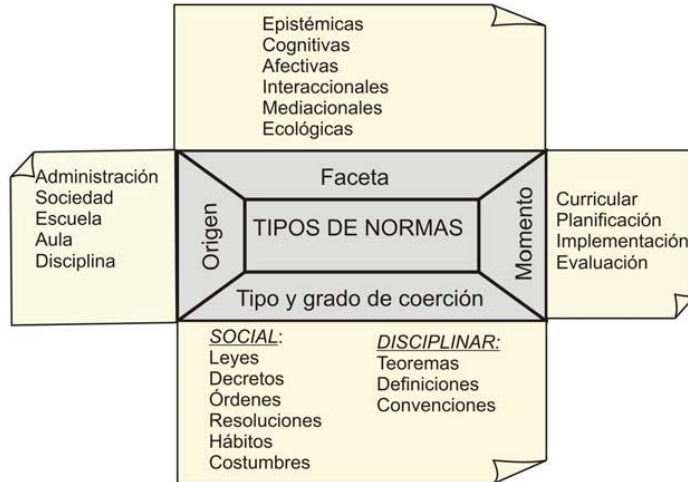 Epistémicas
Cognitivas
Afectivas
Interaccionales
Mediacionales
Ecológicas
Administración
Sociedad
Escuela
Aula
Disciplina
Origen
Faceta
TIPOS DE NORMAS
Momento
Tipo y grado de coerción
Curricular
Planificación
Implementación
Evaluación
SOCIAL:
Leyes
Decretos
Órdenes
Resoluciones
Hábitos
Costumbres
DISCIPLINAR:
Teoremas
Definiciones
Convenciones